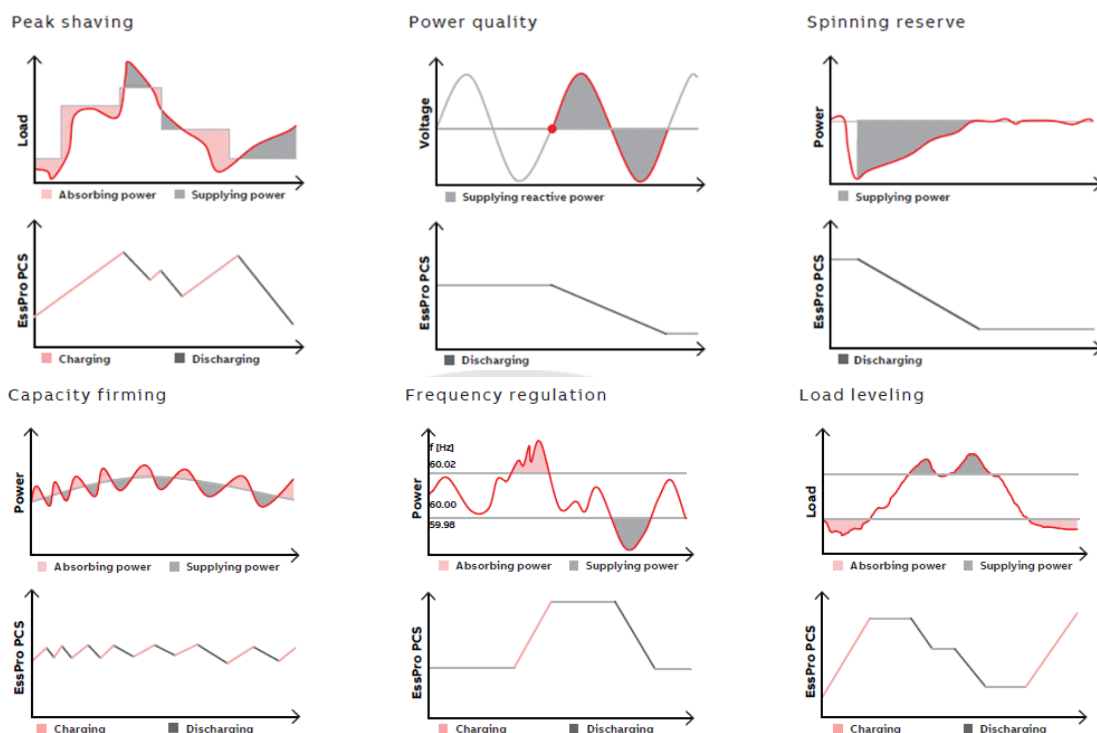 Peak shaving
Load
Absorbing power Supplying power
EssPro PCS
Charging Discharging
Power quality
Voltage
Supplying reactive power
EssPro PCS
Discharging
Spinning reserve
Power
Supplying power
EssPro PCS
Discharging
Capacity firming
Power
Absorbing power Supplying power
EssPro PCS
Charging Discharging
Frequency regulation
f [Hz]
60.02
60.00
59.98
Power
Absorbing power Supplying power
EssPro PCS
Charging Discharging
Load leveling
Load
Absorbing power Supplying power
EssPro PCS
Charging Discharging